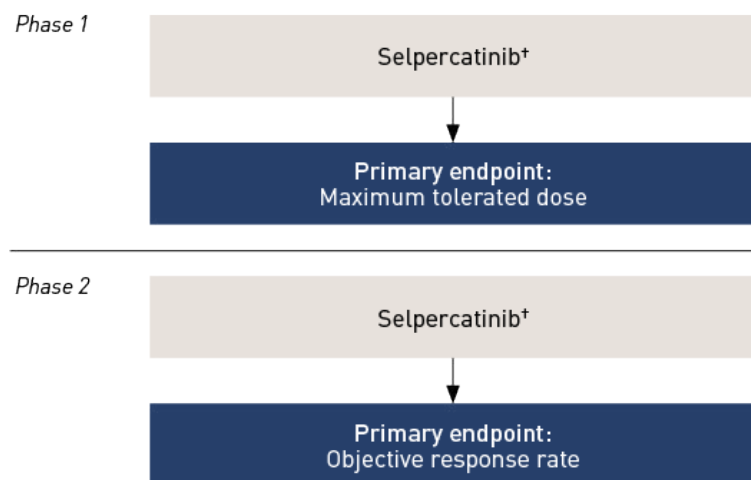 Phase 1
Selpercatinib†
Primary endpoint:
Maximum tolerated dose
Phase 2
Selpercatinib†
Primary endpoint:
Objective response rate